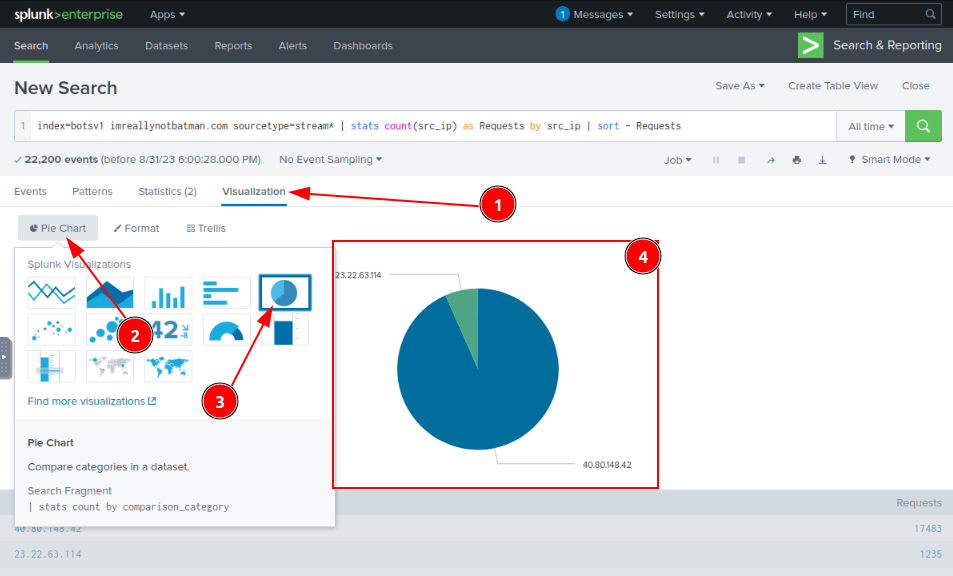 splunk>enterprise Apps 1 Messages Settings Activity Help Find
Search Analytics Datasets Reports Alerts Dashboards > Search & Reporting
New Search Save As Create Table View Close
1 index=botsv1 imreallynotbatman.com sourcetype=stream* | stats count(src_ip) as Requests by src_ip | sort - Requests All time
✓ 22,200 events (before 8/31/23 6:00:28.000 PM) No Event Sampling Job Smart Mode
Events Patterns Statistics (2) Visualization 1
Pie Chart Format Trellis
Splunk Visualizations 4
23.22.63.114
2 42 -8
3
Find more visualizations
Pie Chart
Compare categories in a dataset.
40.80.148.42
Search Fragment
Requests
| stats count by comparison_category
40.80.148.42 17483
23.22.63.114 1235